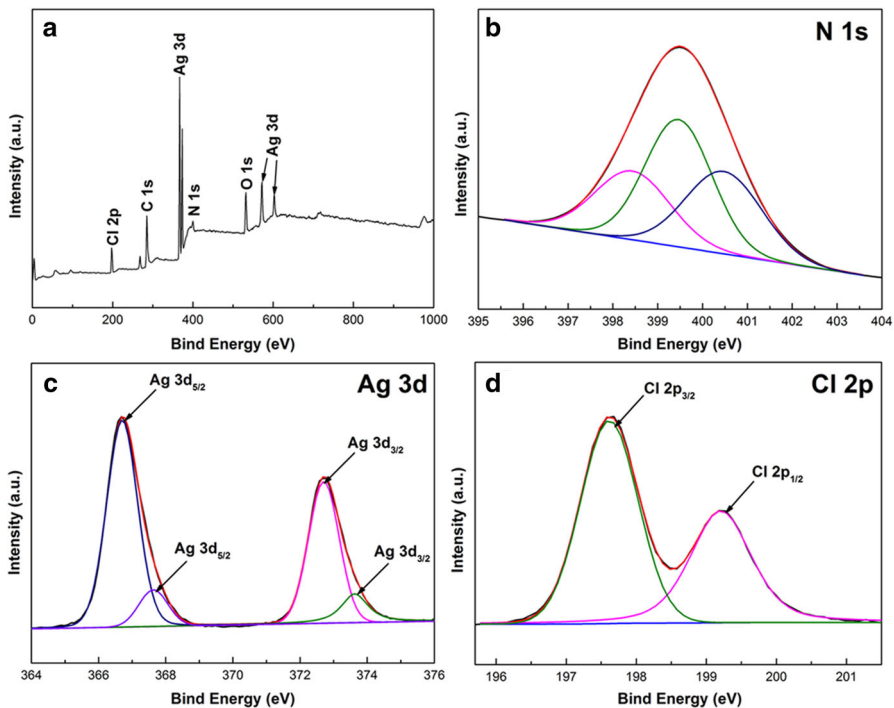 a
Cl 2p
C 1s
Ag 3d
N 1s
O 1s
Ag 3d
Intensity (a.u.)
0 200 400 600 800 1000
Bind Energy (eV)
b
N 1s
Intensity (a.u.)
395 396 397 398 399 400 401 402 403 404
Bind Energy (eV)
c
Ag 3d
Ag 3d5/2
Ag 3d3/2
Ag 3d5/2
Ag 3d3/2
Intensity (a.u.)
364 366 368 370 372 374 376
Bind Energy (eV)
d
Cl 2p
Cl 2p3/2
Cl 2p1/2
Intensity (a.u.)
196 197 198 199 200 201
Bind Energy (eV)